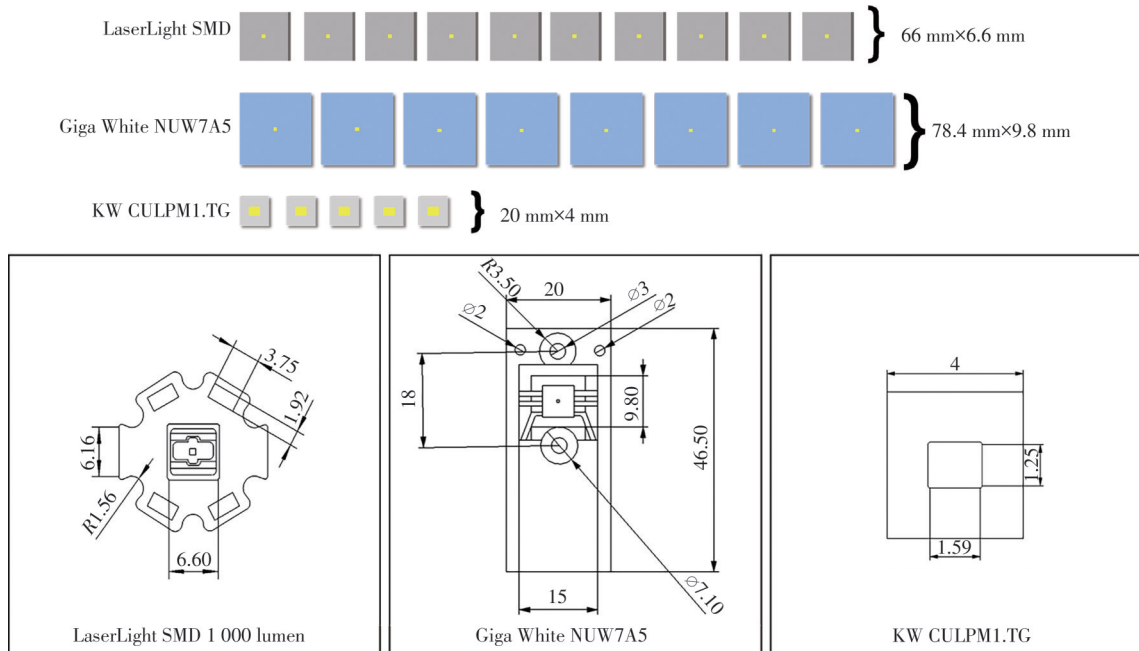 LaserLight SMD
66 mm×6.6 mm
Giga White NUW7A5
78.4 mm×9.8 mm
KW CULPM1.TG
20 mm×4 mm
3.75
1.92
6.16
R1.56
6.60
LaserLight SMD 1 000 lumen
R3.50
20
∅3
∅2
∅2
18
9.80
46.50
∅7.10
15
Giga White NUW7A5
4
1.25
1.59
KW CULPM1.TG